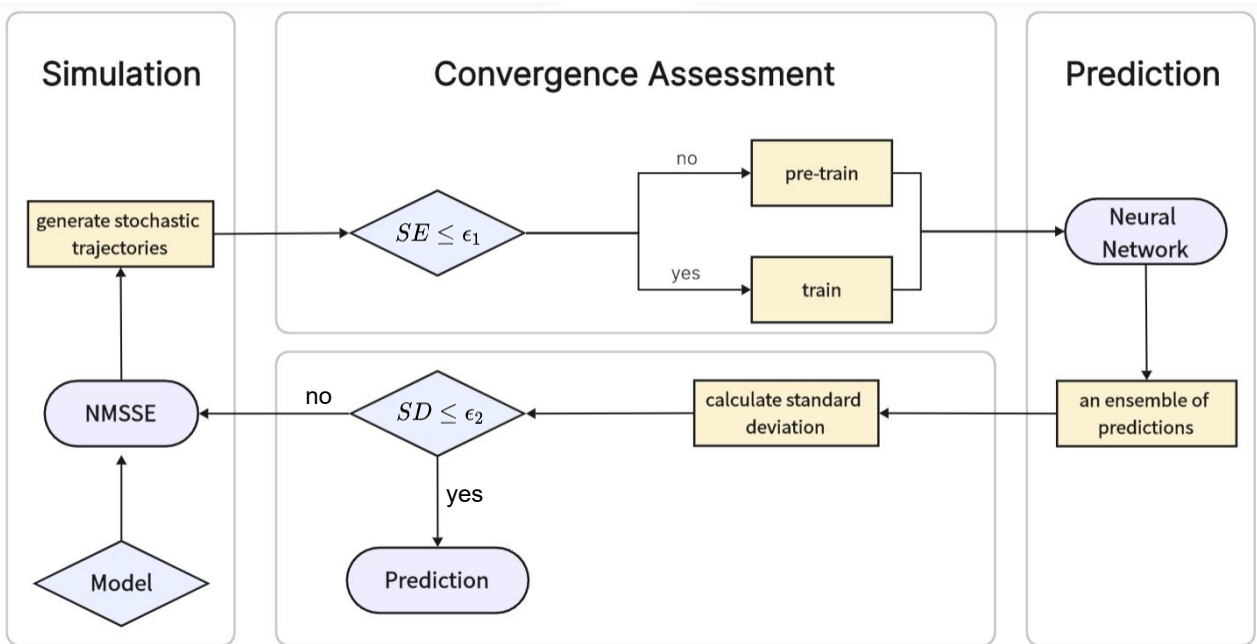 Simulation
Convergence Assessment
Prediction
no
pre-train
generate stochastic
trajectories
SE ≤ ϵ₁
Neural
Network
yes
train
NMSSE
no
SD ≤ ϵ₂
calculate standard
deviation
an ensemble of
predictions
yes
Model
Prediction